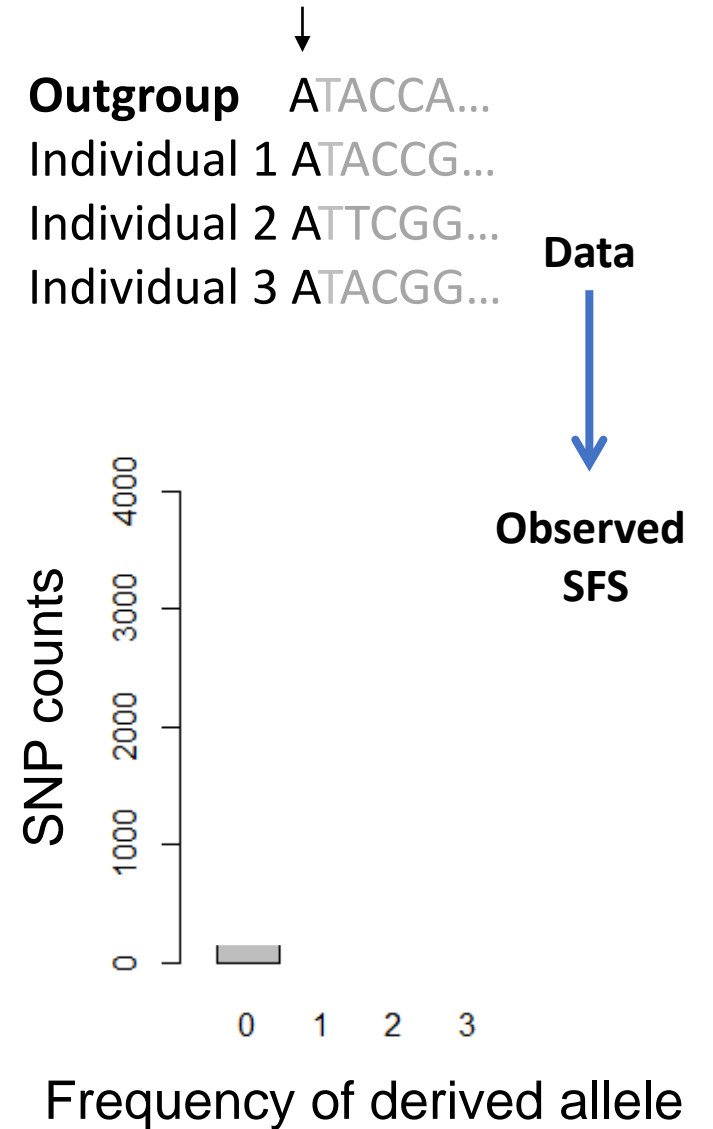 Outgroup ATACCA...
Individual 1 ATACCG...
Individual 2 ATTCGG...
Individual 3 ATACGG...
Data
Observed
SFS
SNP counts
4000
3000
2000
1000
0
0 1 2 3
Frequency of derived allele